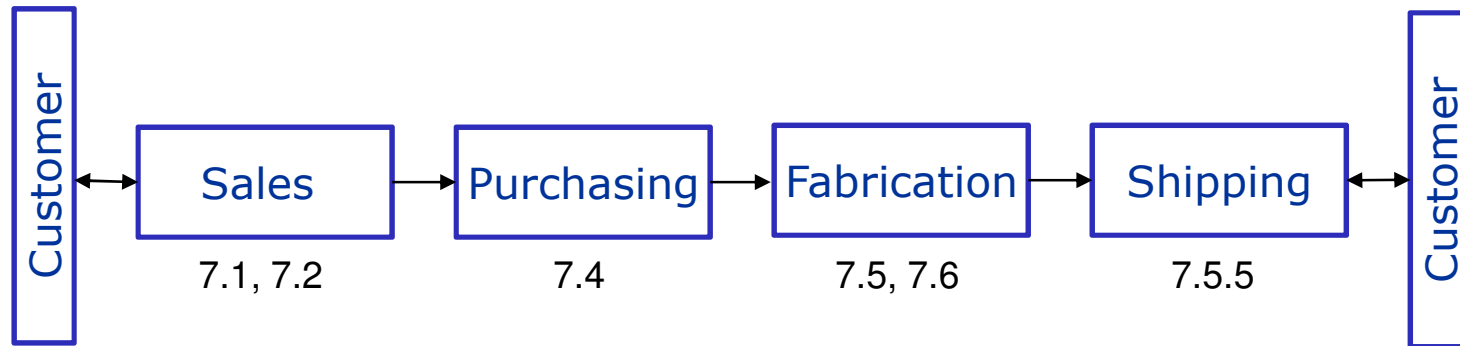 Customer
Sales
Purchasing
Fabrication
Shipping
Customer
7.1, 7.2
7.4
7.5, 7.6
7.5.5